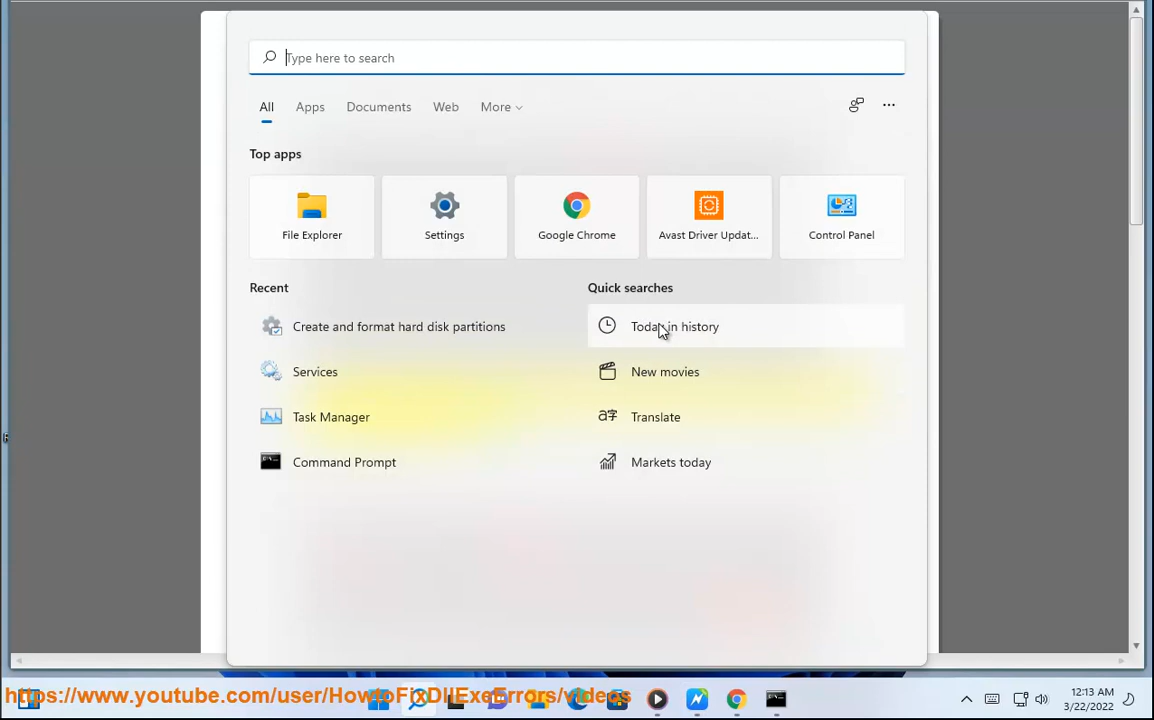 Type here to search
All Apps Documents Web More
Top apps
File Explorer Settings Google Chrome Avast Driver Updat... Control Panel
Recent Quick searches
Create and format hard disk partitions Today in history
Services New movies
Task Manager Translate
Command Prompt Markets today
https://www.youtube.com/user/HowtoFixDllExeErrors/videos
12:13 AM
3/22/2022